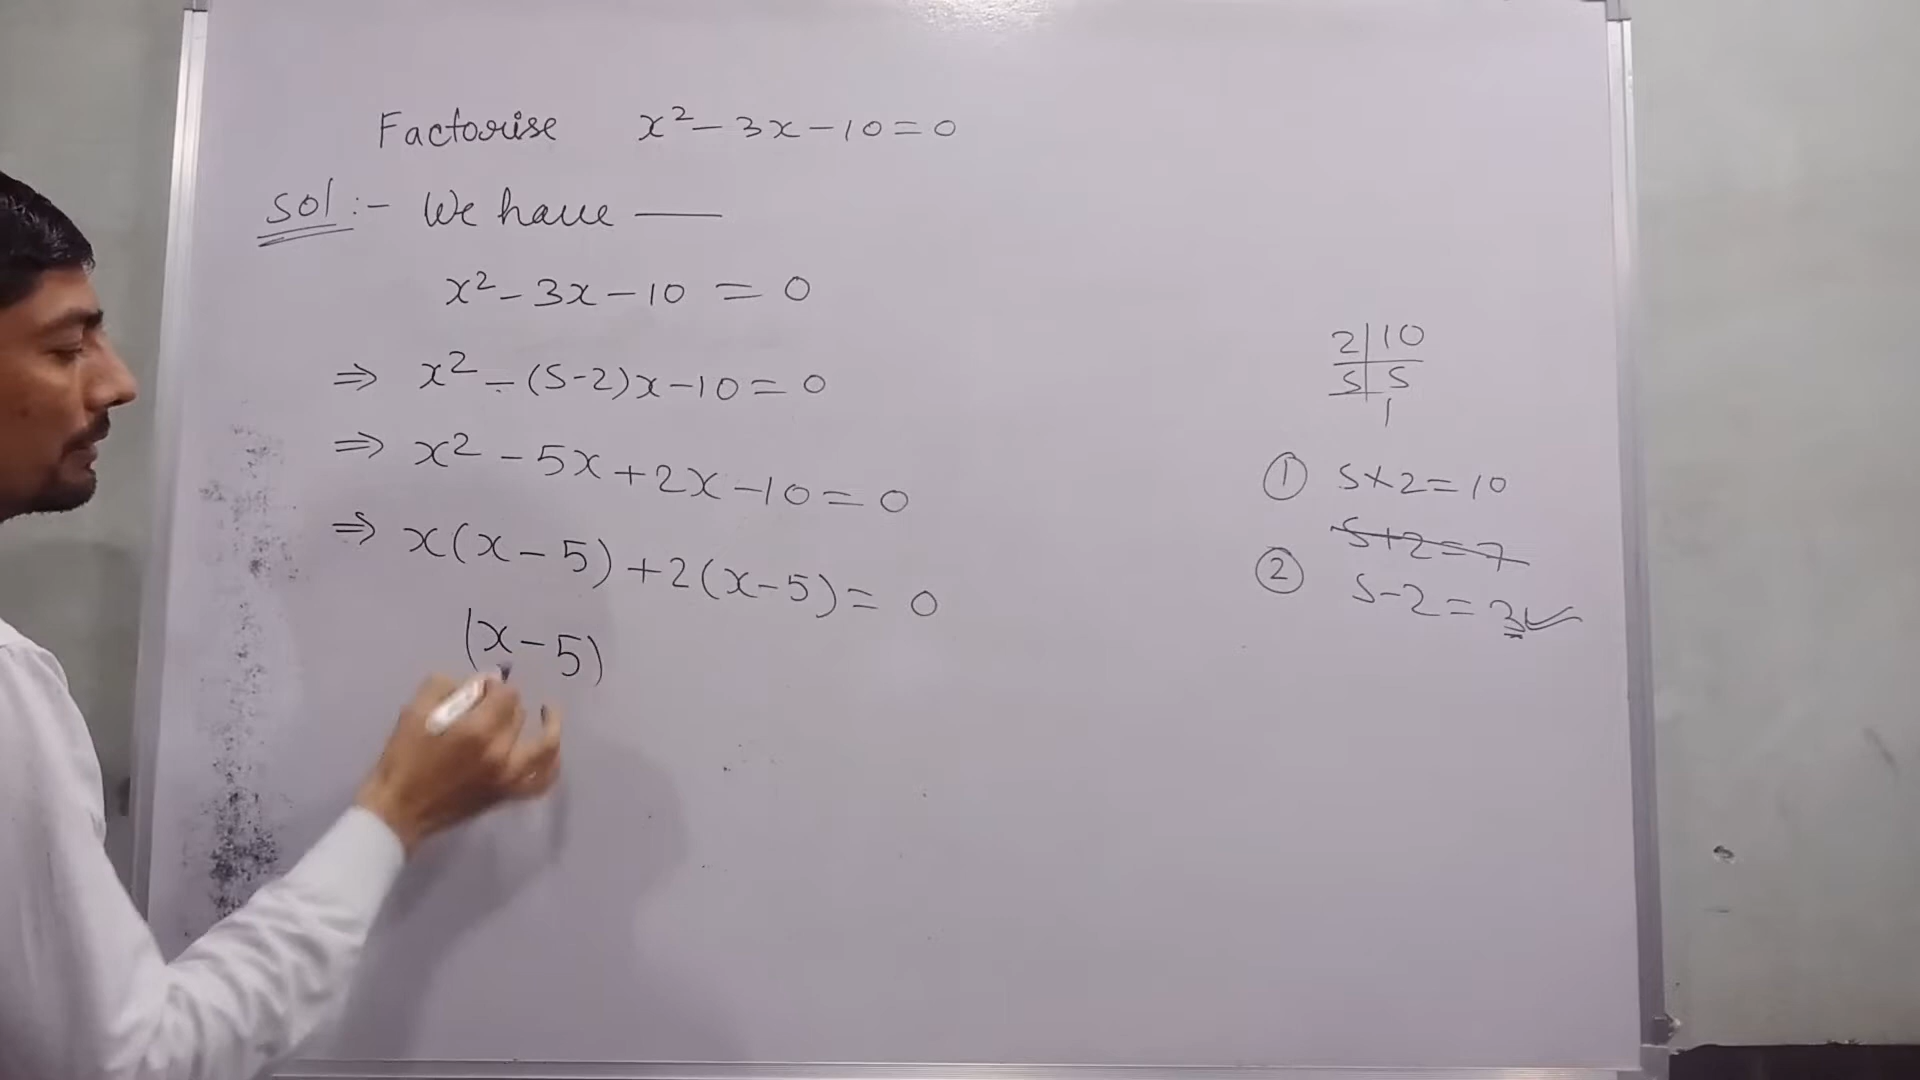 Factorise x² - 3x - 10 = 0
Sol :- We have —
x² - 3x - 10 = 0
⇒ x² - (5-2)x - 10 = 0
⇒ x² - 5x + 2x - 10 = 0
⇒ x(x - 5) + 2(x - 5) = 0
(x - 5)
2 | 10
5 | 5
1
① 5 × 2 = 10
5 + 2 = 7
② 5 - 2 = 3 ✓